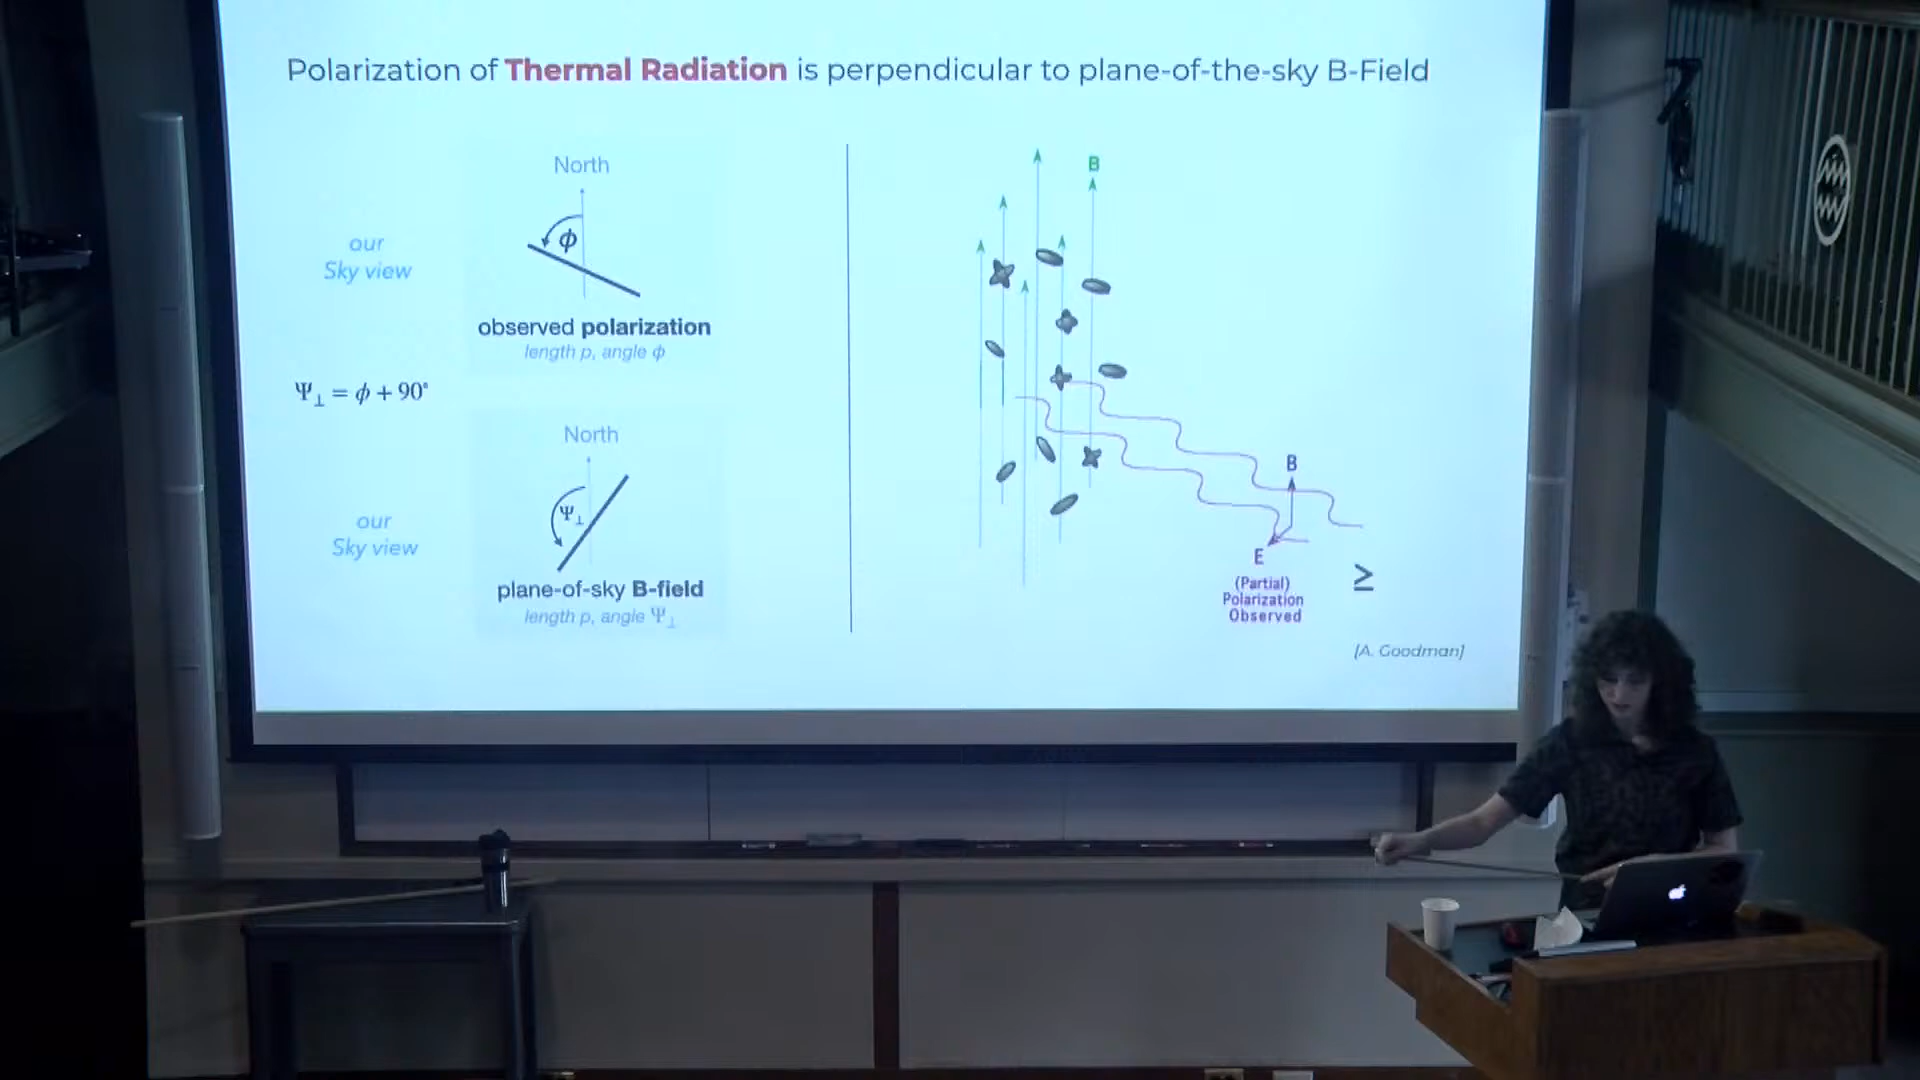 Polarization of Thermal Radiation is perpendicular to plane-of-the-sky B-Field
North
our
Sky view
ϕ
observed polarization
length p, angle ϕ
Ψ⊥ = ϕ + 90°
North
our
Sky view
Ψ⊥
plane-of-sky B-field
length p, angle Ψ⊥
B
B
E
(Partial)
Polarization
Observed
≥
[A. Goodman]